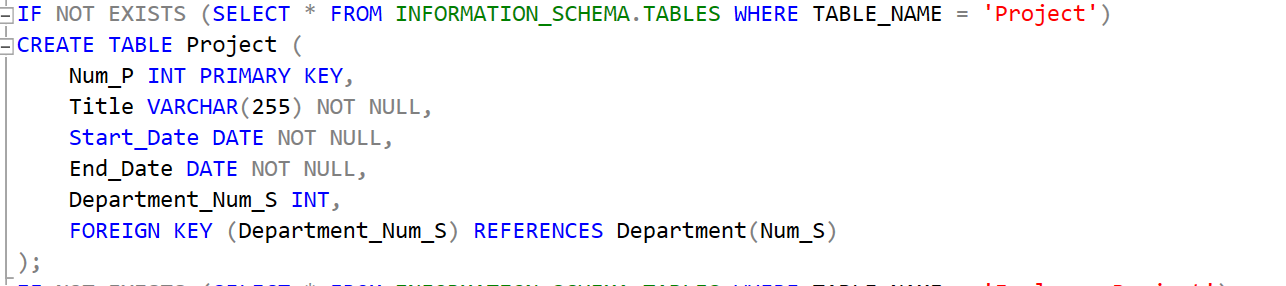 IF NOT EXISTS (SELECT * FROM INFORMATION_SCHEMA.TABLES WHERE TABLE_NAME = 'Project')
CREATE TABLE Project (
    Num_P INT PRIMARY KEY,
    Title VARCHAR(255) NOT NULL,
    Start_Date DATE NOT NULL,
    End_Date DATE NOT NULL,
    Department_Num_S INT,
    FOREIGN KEY (Department_Num_S) REFERENCES Department(Num_S)
);